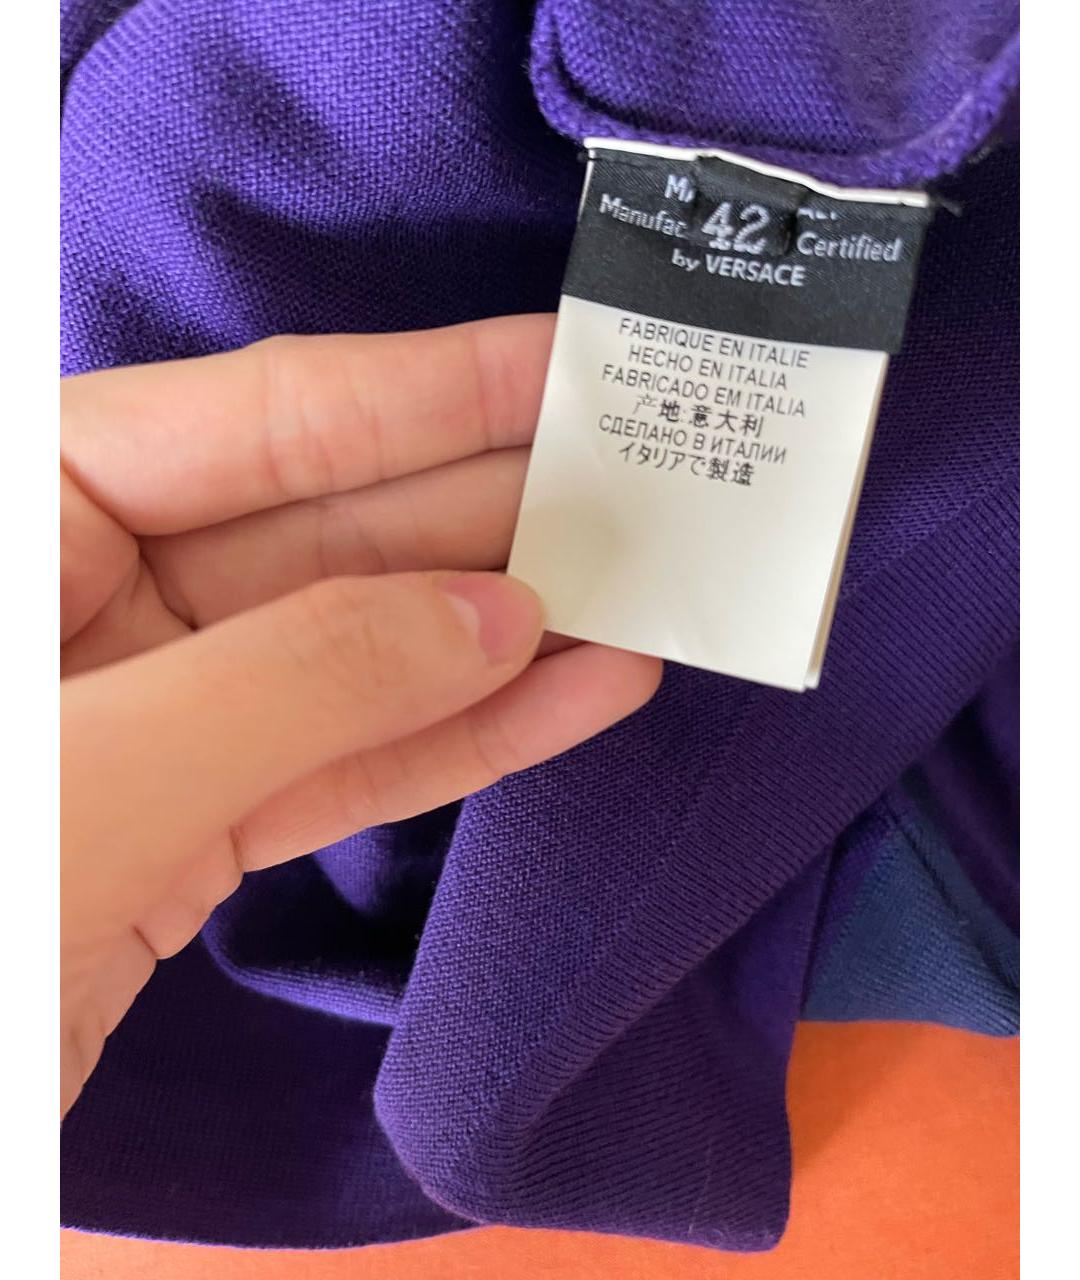 42
Certified
by VERSACE
FABRIQUE EN ITALIE
HECHO EN ITALIA
FABRICADO EM ITALIA
产地:意大利
СДЕЛАНО В ИТАЛИИ
イタリアで製造